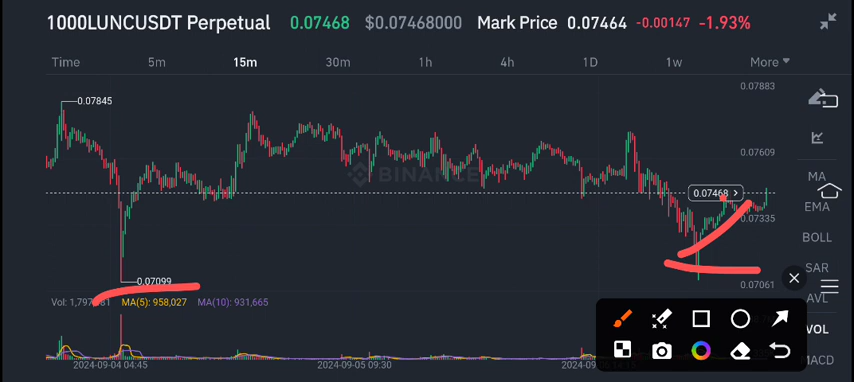 1000LUNCUSDT Perpetual 0.07468 $0.07468000 Mark Price 0.07464 -0.00147 -1.93%
Time 5m 15m 30m 1h 4h 1D 1w More
0.07883
0.07845
0.07609
BINANCE
MA
0.07468
EMA
0.07335
BOLL
SAR
0.07099
0.07061
AVL
MA(5): 958,027 MA(10): 931,665
VOL
MACD
2024-09-04 04:45 2024-09-05 09:30